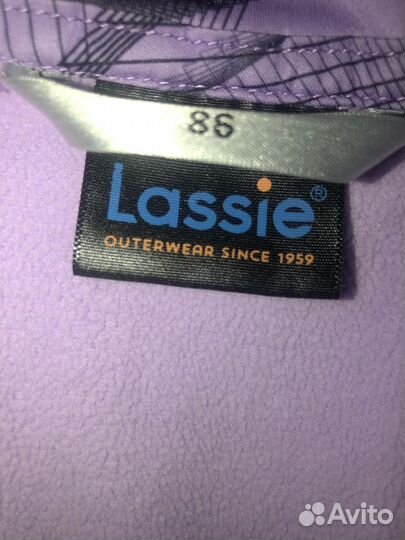 86
Lassie®
OUTERWEAR SINCE 1959
Avito